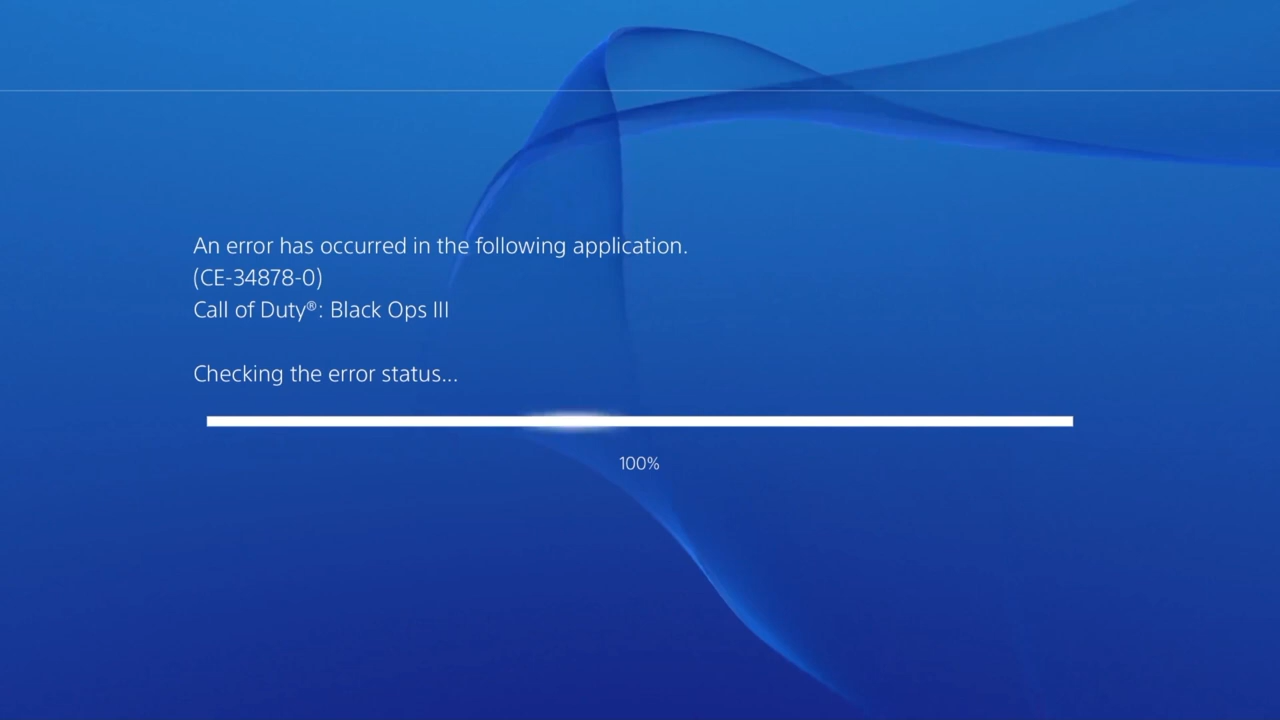 An error has occurred in the following application.
(CE-34878-0)
Call of Duty®: Black Ops III
Checking the error status...
100%